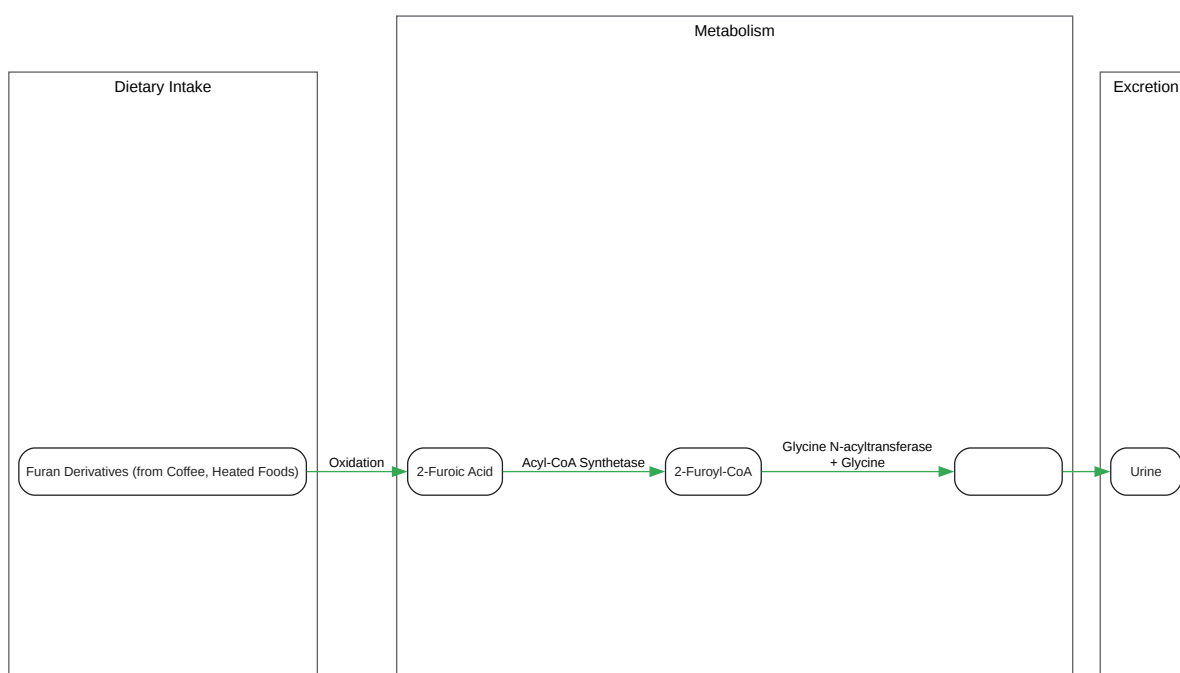 Metabolism
Dietary Intake
Excretion
Furan Derivatives (from Coffee, Heated Foods)
Oxidation
2-Furoic Acid
Acyl-CoA Synthetase
2-Furoyl-CoA
Glycine N-acyltransferase
+ Glycine
Urine